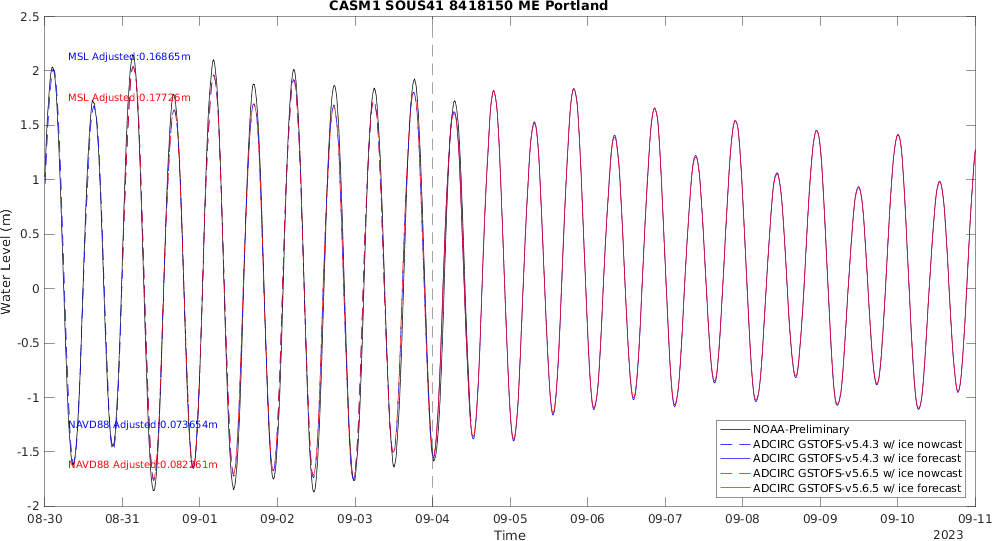 CASM1 SOUS41 8418150 ME Portland
2.5
2
1.5
1
0.5
0
-0.5
-1
-1.5
-2
Water Level (m)
MSL Adjusted:0.16865m
MSL Adjusted:0.17726m
NAVD88 Adjusted:0.073654m
NAVD88 Adjusted:0.082261m
NOAA-Preliminary
ADCIRC GSTOFS-v5.4.3 w/ ice nowcast
ADCIRC GSTOFS-v5.4.3 w/ ice forecast
ADCIRC GSTOFS-v5.6.5 w/ ice nowcast
ADCIRC GSTOFS-v5.6.5 w/ ice forecast
08-30 08-31 09-01 09-02 09-03 09-04 09-05 09-06 09-07 09-08 09-09 09-10 09-11
Time
2023